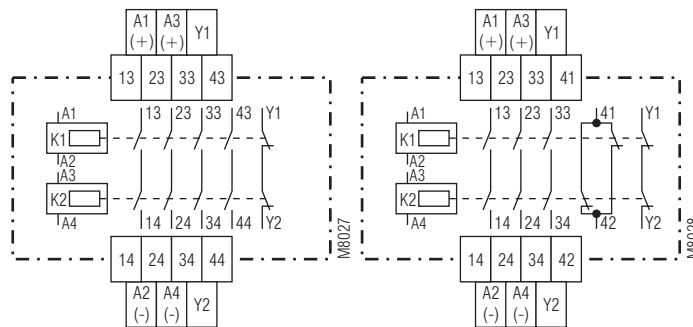 A1 A3 Y1
(+) (+)
13 23 33 43
A1 13 23 33 43 Y1
K1
A2
A3
K2
A4 14 24 34 44 Y2
M8027
14 24 34 44
A2 A4 Y2
(-) (-)
A1 A3 Y1
(+) (+)
13 23 33 41
A1 13 23 33 41 Y1
K1
A2
A3
K2
A4 14 24 34 42 Y2
M8028
14 24 34 42
A2 A4 Y2
(-) (-)